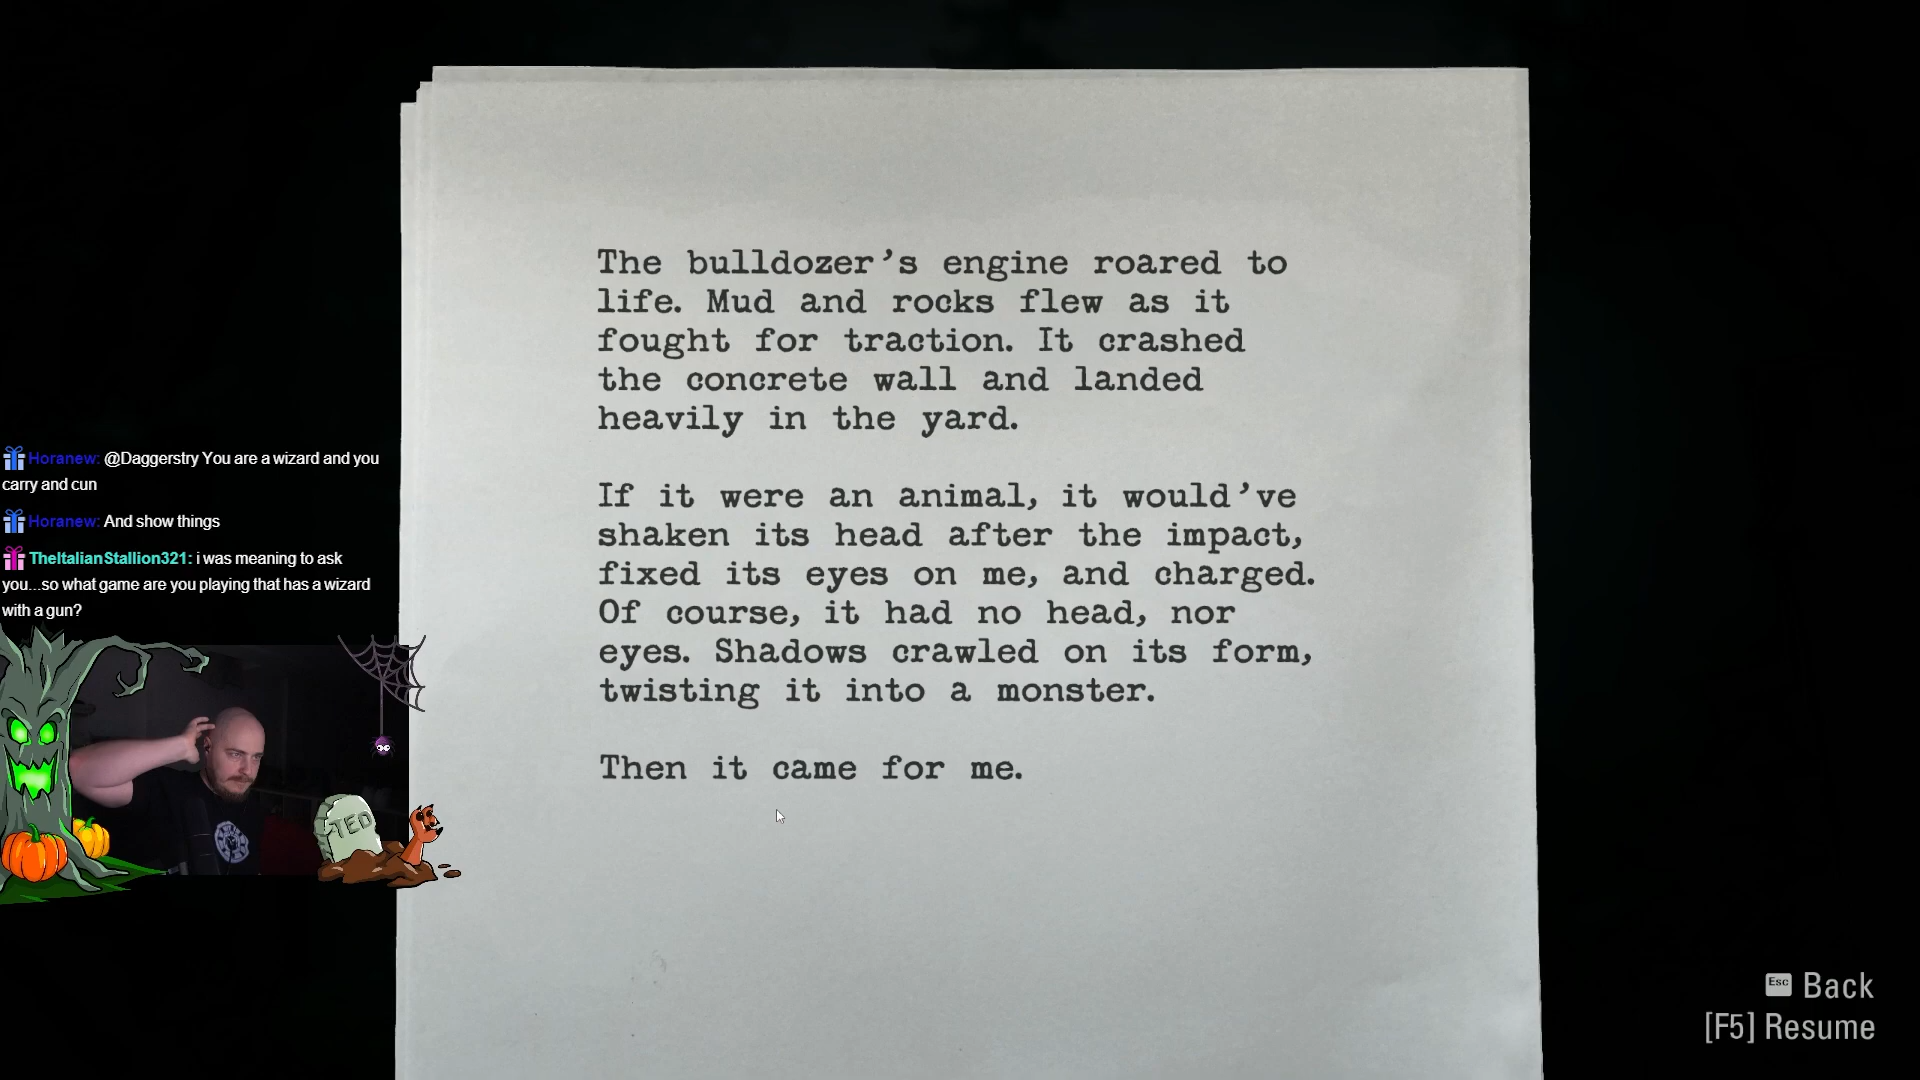 The bulldozer's engine roared to
life. Mud and rocks flew as it
fought for traction. It crashed
the concrete wall and landed
heavily in the yard.
If it were an animal, it would've
shaken its head after the impact,
fixed its eyes on me, and charged.
Of course, it had no head, nor
eyes. Shadows crawled on its form,
twisting it into a monster.
Then it came for me.
Horanew: @Daggerstry You are a wizard and you
carry and cun
Horanew: And show things
TheItalianStallion321: i was meaning to ask
you...so what game are you playing that has a wizard
with a gun?
TED
Esc Back
[F5] Resume